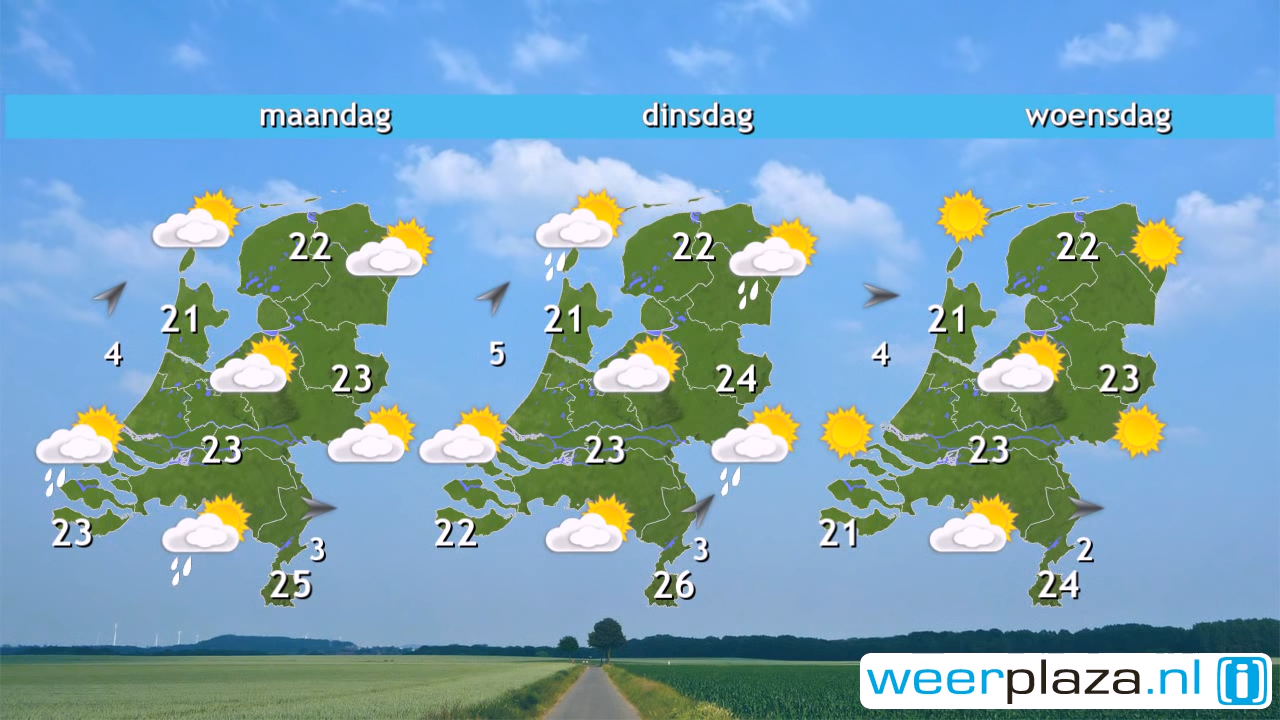 maandag dinsdag woensdag
22 22 22
21 21 21
4 5 4
23 24 23
23 23 23
23 22 21
3 3 2
25 26 24
weerplaza.nl i